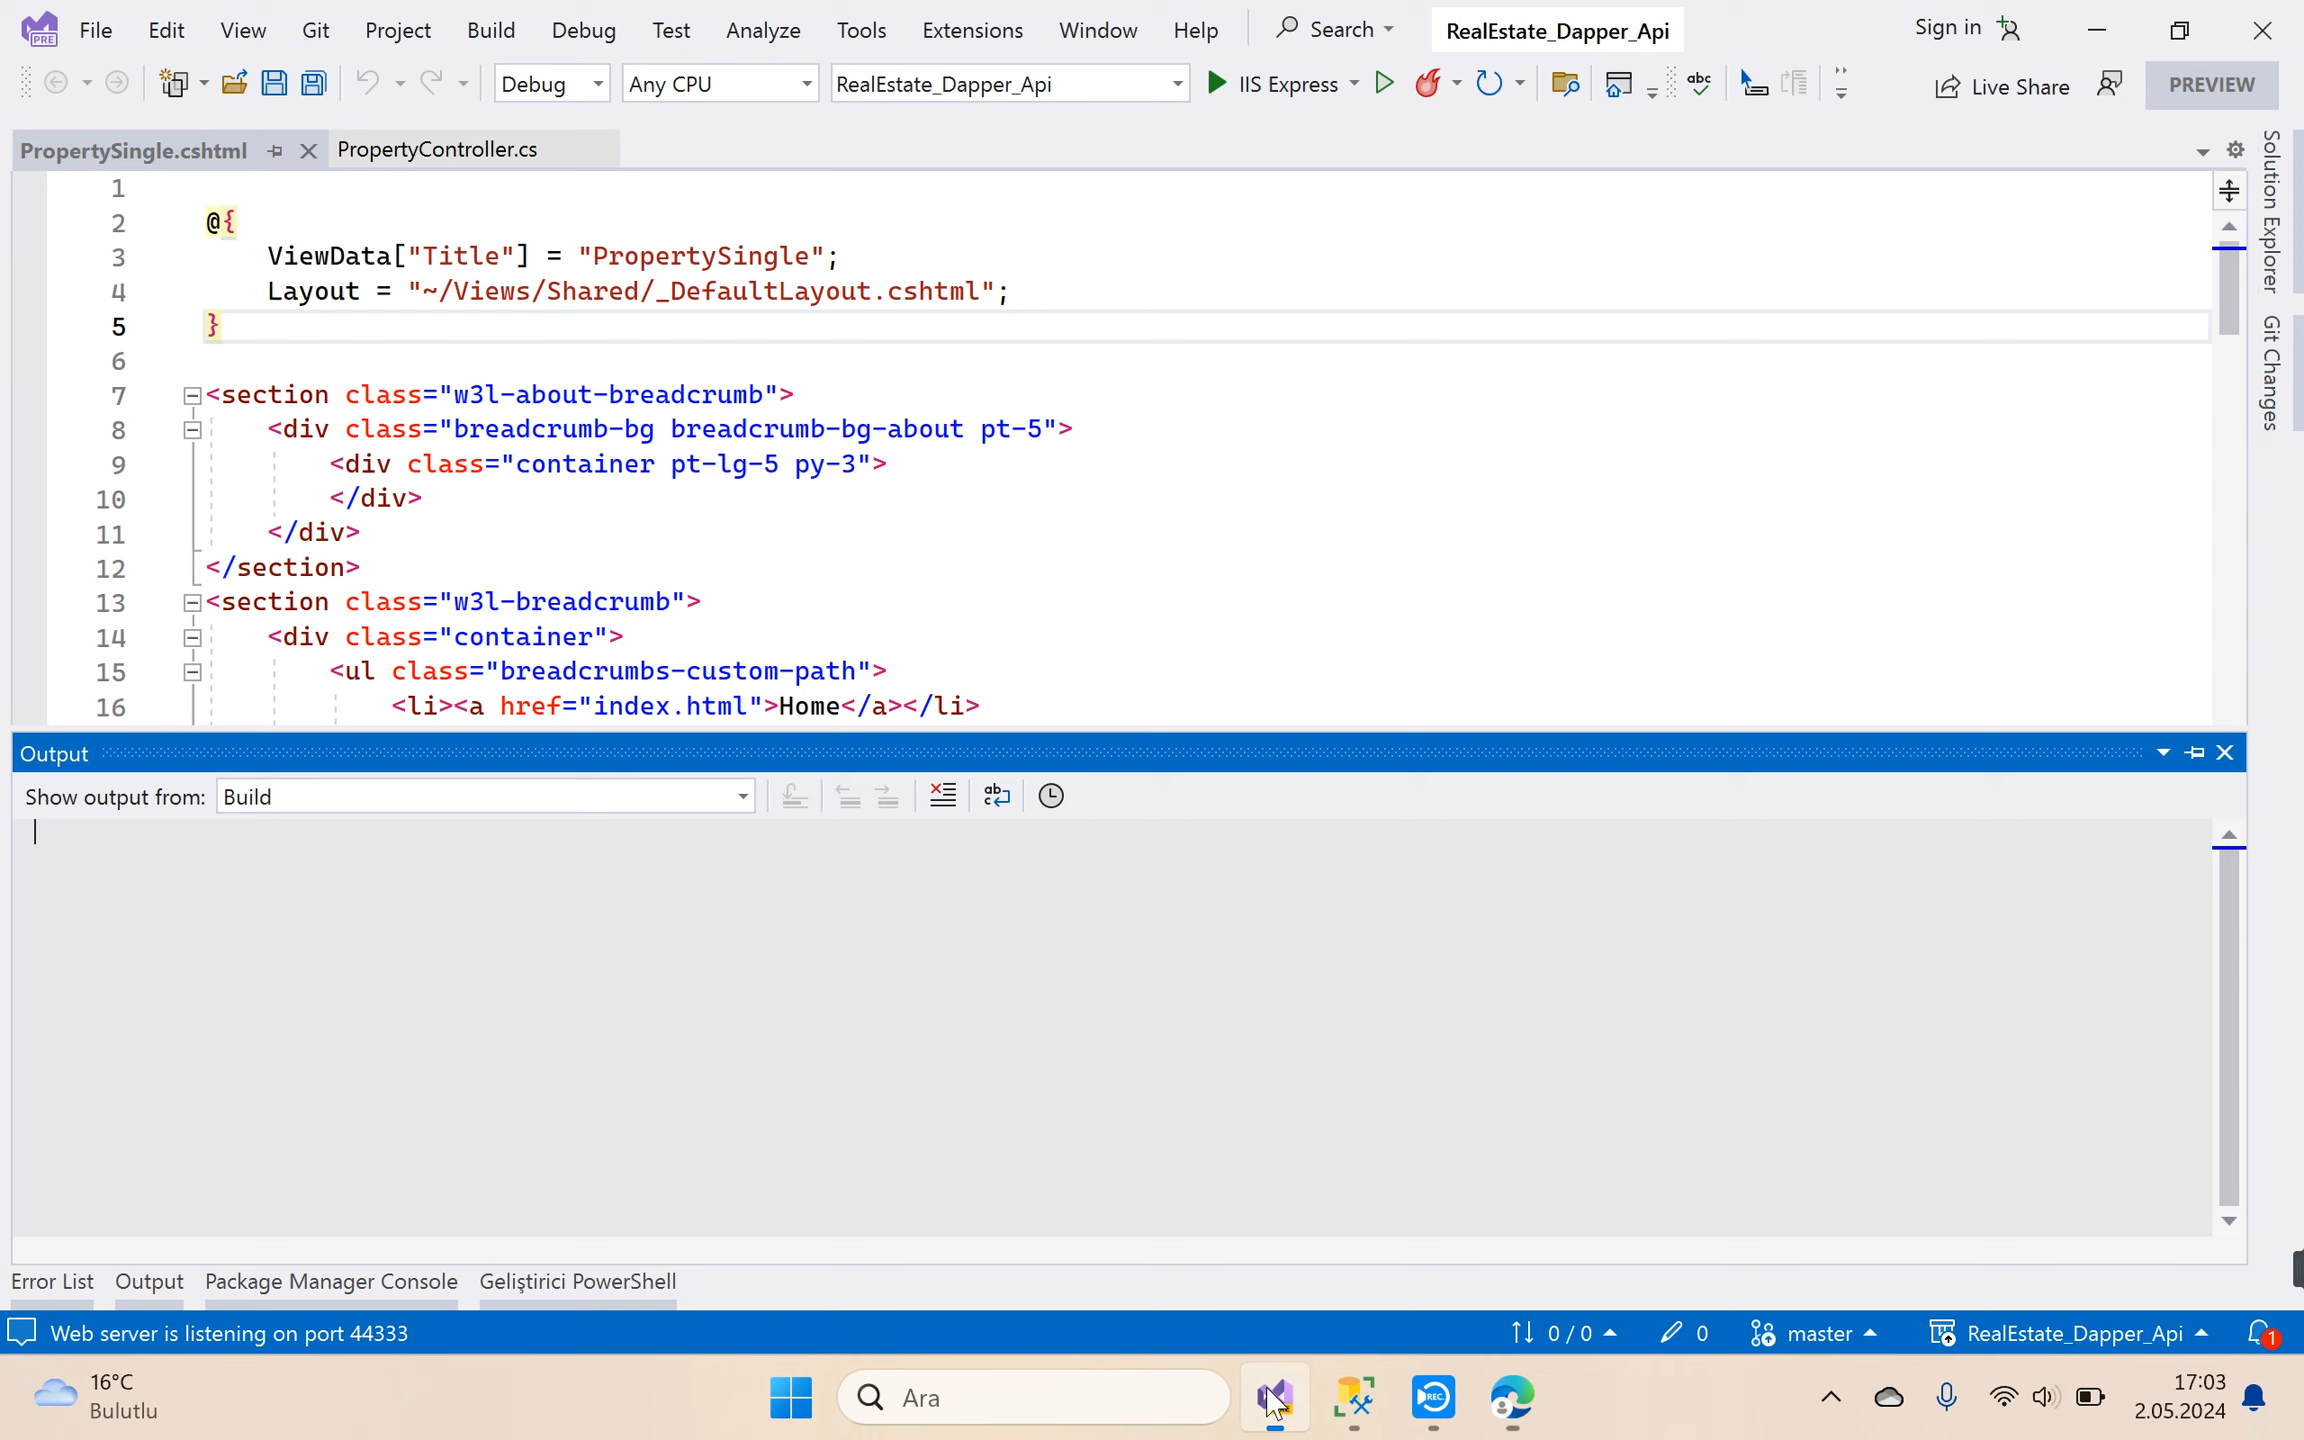 File Edit View Git Project Build Debug Test Analyze Tools Extensions Window Help Search RealEstate_Dapper_Api Sign in
PRE
Debug Any CPU RealEstate_Dapper_Api IIS Express abc Live Share PREVIEW
PropertySingle.cshtml PropertyController.cs
Solution Explorer
Git Changes
1
2 @{
3 ViewData["Title"] = "PropertySingle";
4 Layout = "~/Views/Shared/_DefaultLayout.cshtml";
5 }
6
7 <section class="w3l-about-breadcrumb">
8 <div class="breadcrumb-bg breadcrumb-bg-about pt-5">
9 <div class="container pt-lg-5 py-3">
10 </div>
11 </div>
12 </section>
13 <section class="w3l-breadcrumb">
14 <div class="container">
15 <ul class="breadcrumbs-custom-path">
16 <li><a href="index.html">Home</a></li>
Output
Show output from: Build
Error List Output Package Manager Console Geliştirici PowerShell
Web server is listening on port 44333 0 / 0 0 master RealEstate_Dapper_Api 1
16°C
Bulutlu
Ara
REC
17:03
2.05.2024